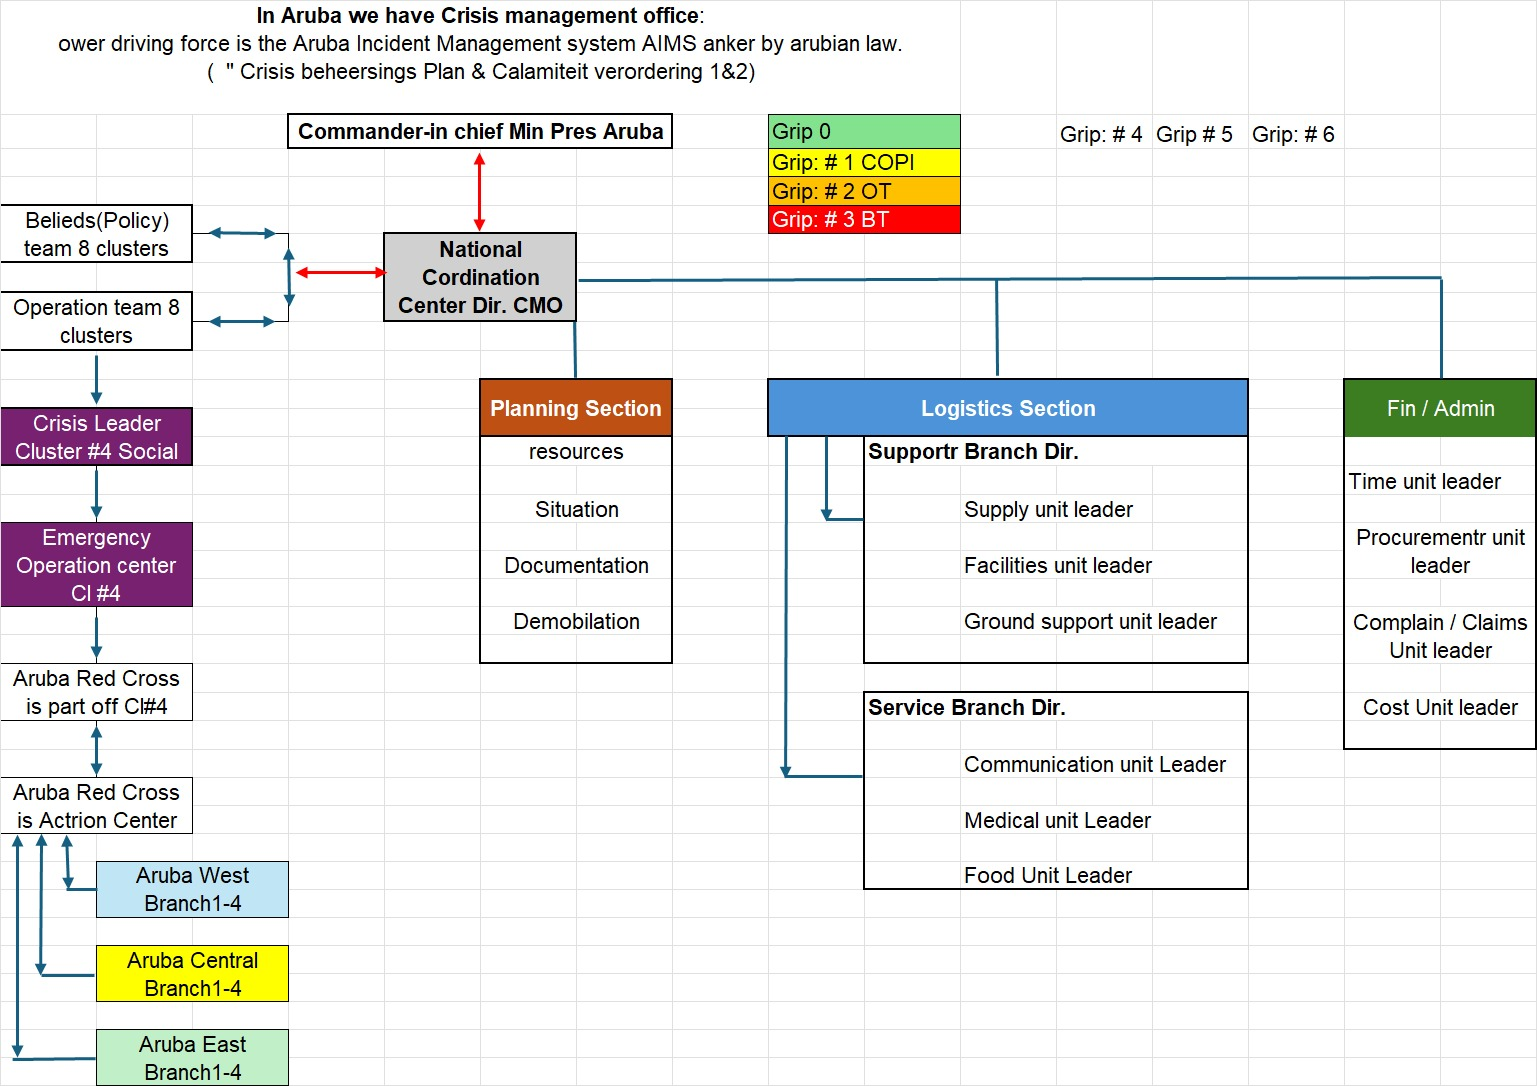 In Aruba we have Crisis management office:
ower driving force is the Aruba Incident Management system AIMS anker by arubian law.
( " Crisis beheersings Plan & Calamiteit verordering 1&2)
Commander-in chief Min Pres Aruba
Grip 0
Grip: # 1 COPI
Grip: # 2 OT
Grip: # 3 BT
Grip: # 4 Grip # 5 Grip: # 6
Belieds(Policy)
team 8 clusters
National
Cordination
Center Dir. CMO
Operation team 8
clusters
Crisis Leader
Cluster #4 Social
Emergency
Operation center
Cl #4
Aruba Red Cross
is part off Cl#4
Aruba Red Cross
is Actrion Center
Aruba West
Branch1-4
Aruba Central
Branch1-4
Aruba East
Branch1-4
Planning Section
resources
Situation
Documentation
Demobilation
Logistics Section
Supportr Branch Dir.
Supply unit leader
Facilities unit leader
Ground support unit leader
Service Branch Dir.
Communication unit Leader
Medical unit Leader
Food Unit Leader
Fin / Admin
Time unit leader
Procurementr unit
leader
Complain / Claims
Unit leader
Cost Unit leader